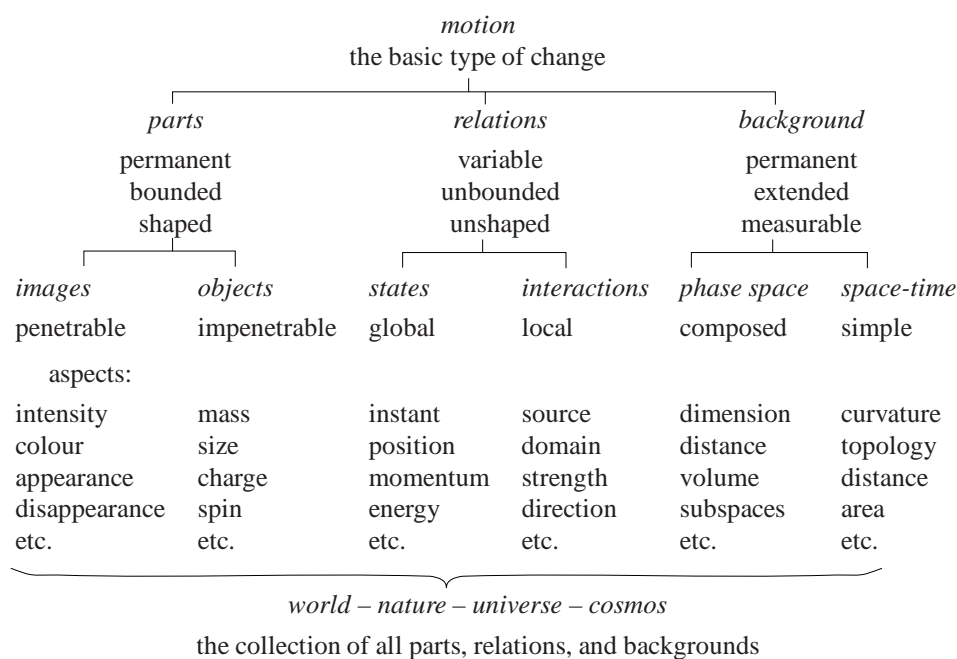 motion
the basic type of change
parts relations background
permanent variable permanent
bounded unbounded extended
shaped unshaped measurable
images objects states interactions phase space space-time
penetrable impenetrable global local composed simple
aspects:
intensity mass instant source dimension curvature
colour size position domain distance topology
appearance charge momentum strength volume distance
disappearance spin energy direction subspaces area
etc. etc. etc. etc. etc. etc.
world – nature – universe – cosmos
the collection of all parts, relations, and backgrounds